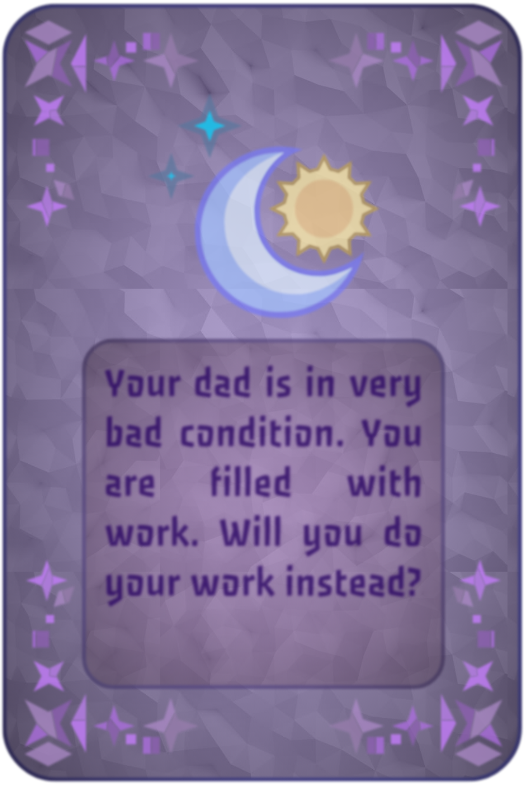 Your dad is in very
bad condition. You
are filled with
work. Will you do
your work instead?